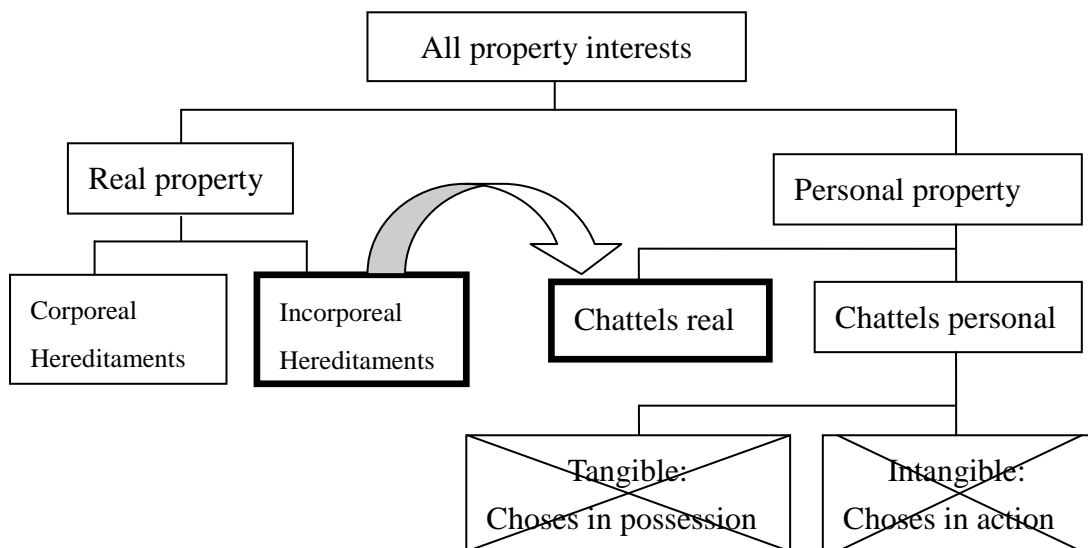 All property interests
Real property
Personal property
Corporeal
Hereditaments
Incorporeal
Hereditaments
Chattels real
Chattels personal
Tangible:
Choses in possession
Intangible:
Choses in action